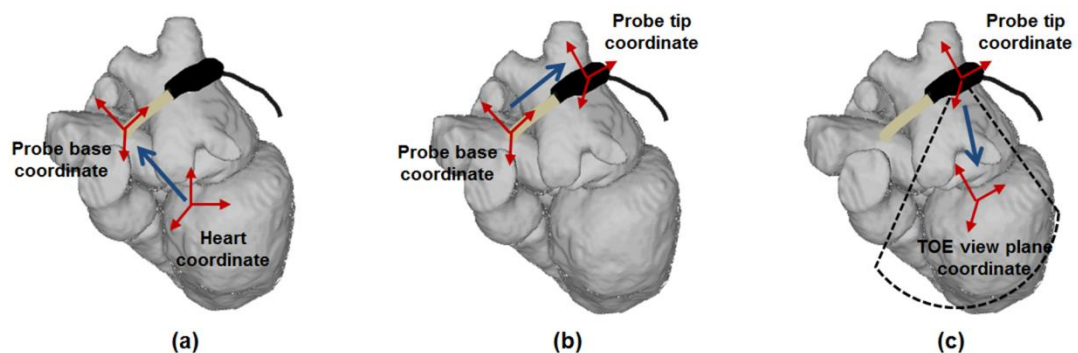 Probe base
coordinate
Heart
coordinate
(a)
Probe tip
coordinate
Probe base
coordinate
(b)
Probe tip
coordinate
TOE view plane
coordinate
(c)